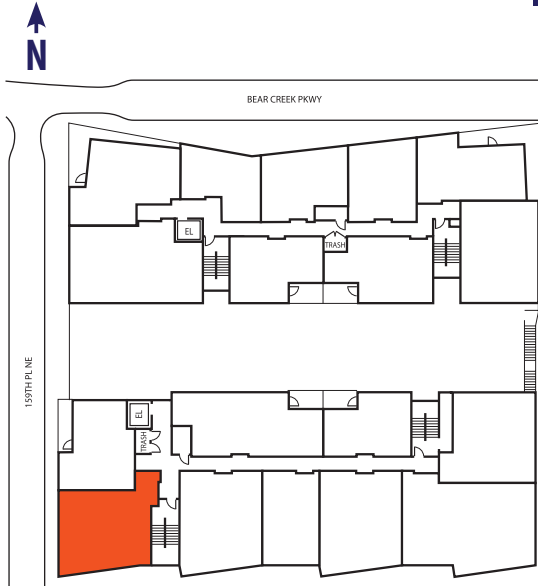 N
BEAR CREEK PKWY
EL
TRASH
159TH PL NE
EL
TRASH